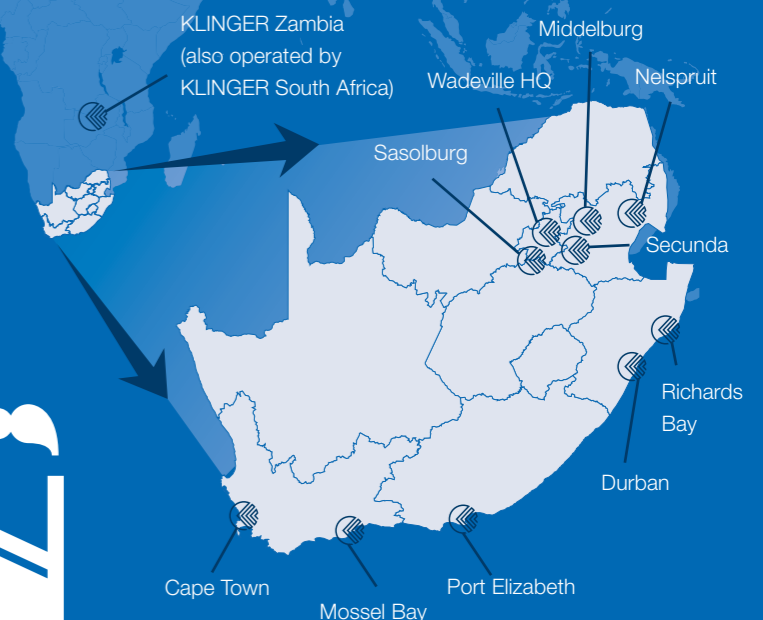 KLINGER Zambia
(also operated by
KLINGER South Africa)
Middelburg
Wadeville HQ
Nelspruit
Sasolburg
Secunda
Richards
Bay
Durban
Cape Town
Port Elizabeth
Mossel Bay